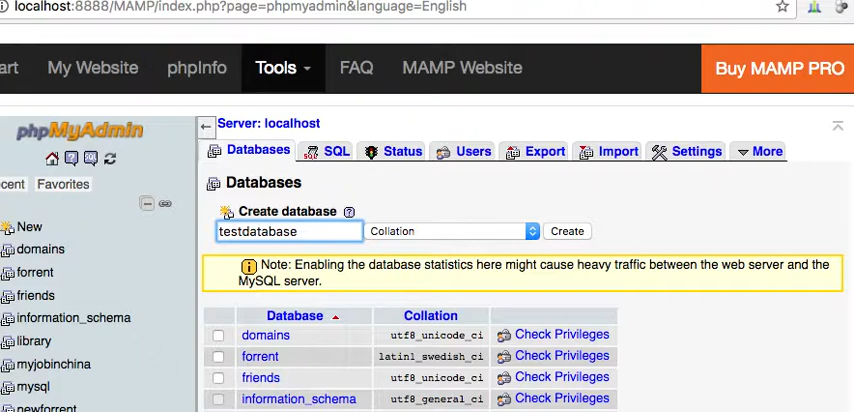 localhost:8888/MAMP/index.php?page=phpmyadmin&language=English
art My Website phpInfo Tools FAQ MAMP Website Buy MAMP PRO
phpMyAdmin
ecent Favorites
New
domains
forrent
friends
information_schema
library
myjobinchina
mysql
newforrent
Server: localhost
Databases SQL Status Users Export Import Settings More
Databases
Create database
testdatabase Collation Create
Note: Enabling the database statistics here might cause heavy traffic between the web server and the
MySQL server.
Database Collation
domains utf8_unicode_ci Check Privileges
forrent latin1_swedish_ci Check Privileges
friends utf8_unicode_ci Check Privileges
information_schema utf8_general_ci Check Privileges